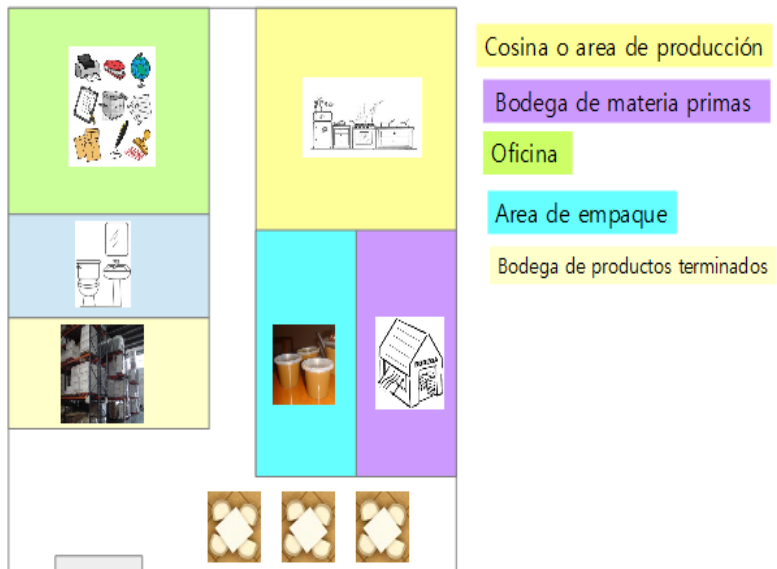 Cosina o area de producción
Bodega de materia primas
Oficina
Area de empaque
Bodega de productos terminados